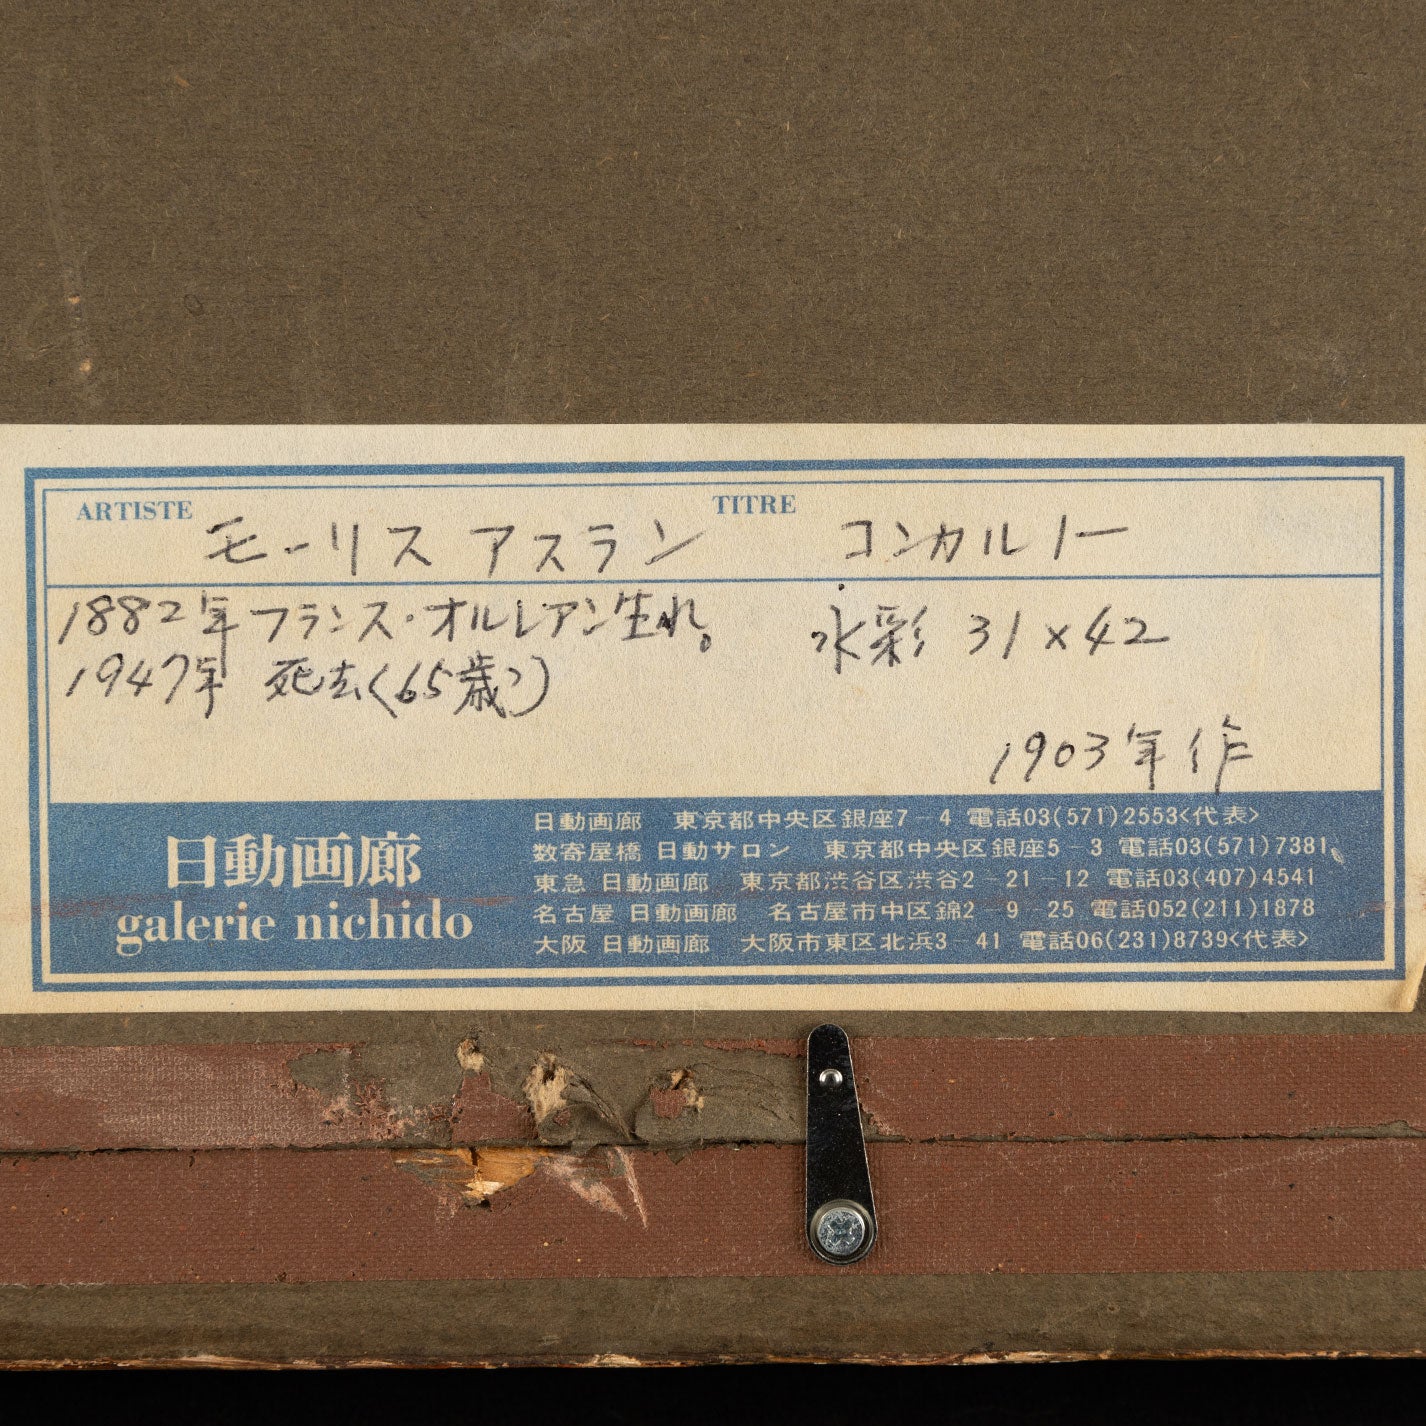 ARTISTE TITRE
モーリス アスラン コンカルノー
1882年フランス・オルレアン生れ。 水彩 31×42
1947年 死去(65歳)
1903年作
日動画廊
galerie nichido
日動画廊 東京都中央区銀座7-4 電話03(571)2553<代表>
数寄屋橋 日動サロン 東京都中央区銀座5-3 電話03(571)7381
東急 日動画廊 東京都渋谷区渋谷2-21-12 電話03(407)4541
名古屋 日動画廊 名古屋市中区錦2-9-25 電話052(211)1878
大阪 日動画廊 大阪市東区北浜3-41 電話06(231)8739<代表>